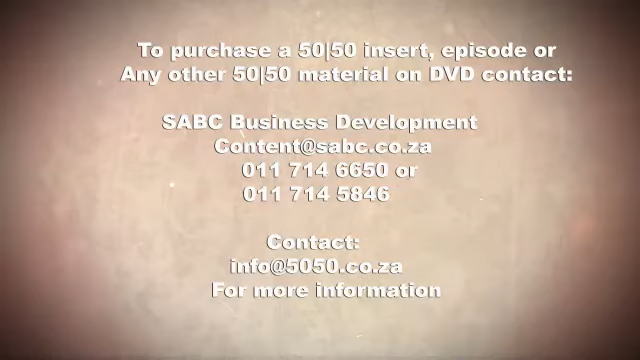 To purchase a 50|50 insert, episode or
Any other 50|50 material on DVD contact:
SABC Business Development
Content@sabc.co.za
011 714 6650 or
011 714 5846
Contact:
info@5050.co.za
For more information